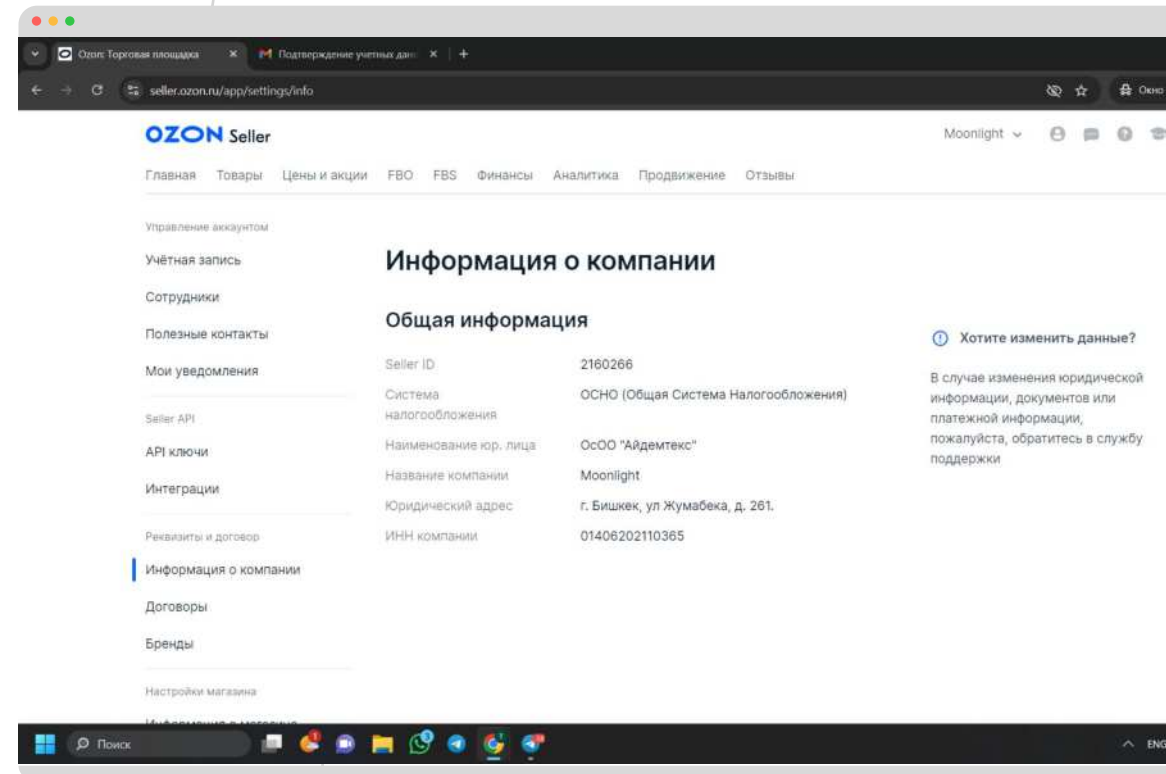 Ozon: Торговая площадка
Подтверждение учетных дан
seller.ozon.ru/app/settings/info
Окно
OZON Seller
Moonlight
Главная Товары Цены и акции FBO FBS Финансы Аналитика Продвижение Отзывы
Управление аккаунтом
Учётная запись
Сотрудники
Полезные контакты
Мои уведомления
Seller API
API ключи
Интеграции
Реквизиты и договор
Информация о компании
Договоры
Бренды
Настройки магазина
Информация о магазине
Информация о компании
Общая информация
Seller ID 2160266
Система налогообложения ОСНО (Общая Система Налогообложения)
Наименование юр. лица ОсОО "Айдемтекс"
Название компании Moonlight
Юридический адрес г. Бишкек, ул Жумабека, д. 261.
ИНН компании 01406202110365
Хотите изменить данные?
В случае изменения юридической
информации, документов или
платежной информации,
пожалуйста, обратитесь в службу
поддержки
Поиск
ENG